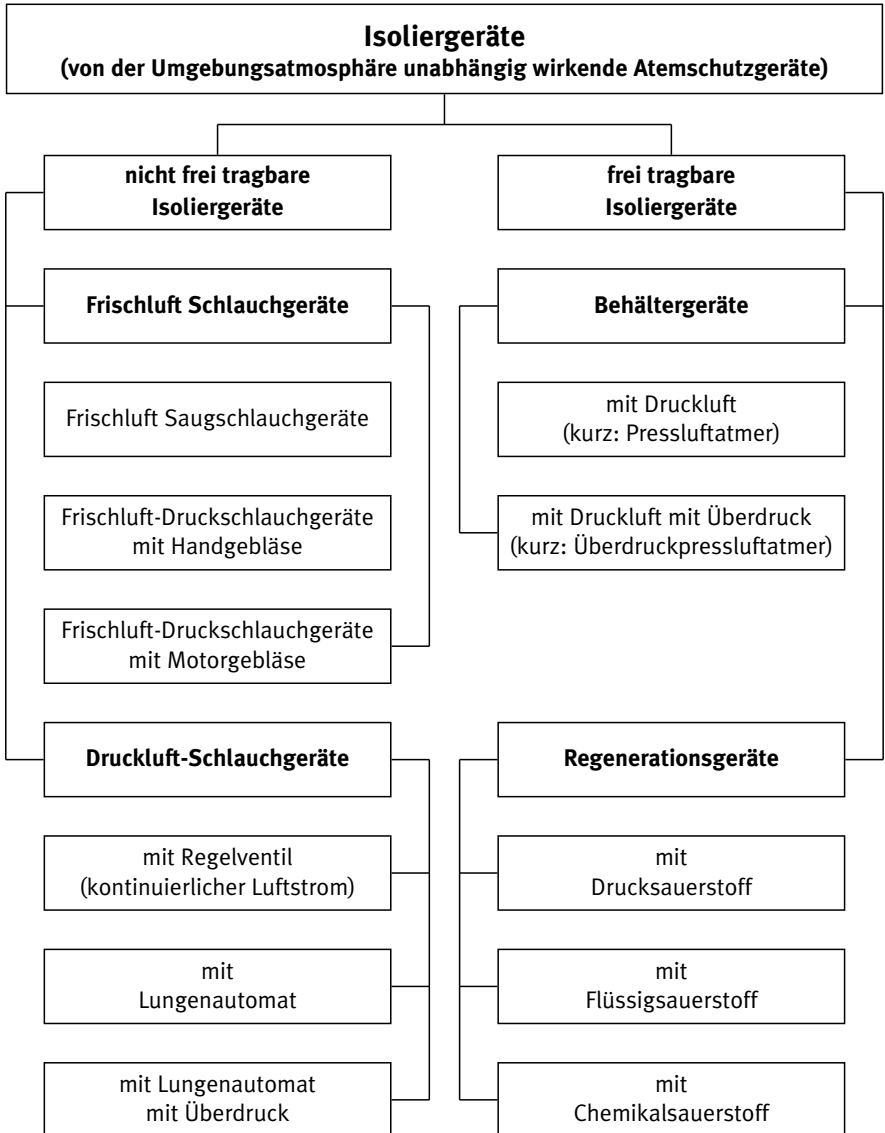 Isoliergeräte
(von der Umgebungsatmosphäre unabhängig wirkende Atemschutzgeräte)
nicht frei tragbare
Isoliergeräte
Frischluft Schlauchgeräte
Frischluft Saugschlauchgeräte
Frischluft-Druckschlauchgeräte
mit Handgebläse
Frischluft-Druckschlauchgeräte
mit Motorgebläse
Druckluft-Schlauchgeräte
mit Regelventil
(kontinuierlicher Luftstrom)
mit
Lungenautomat
mit Lungenautomat
mit Überdruck
frei tragbare
Isoliergeräte
Behältergeräte
mit Druckluft
(kurz: Pressluftatmer)
mit Druckluft mit Überdruck
(kurz: Überdruckpressluftatmer)
Regenerationsgeräte
mit
Drucksauerstoff
mit
Flüssigsauerstoff
mit
Chemikalsauerstoff